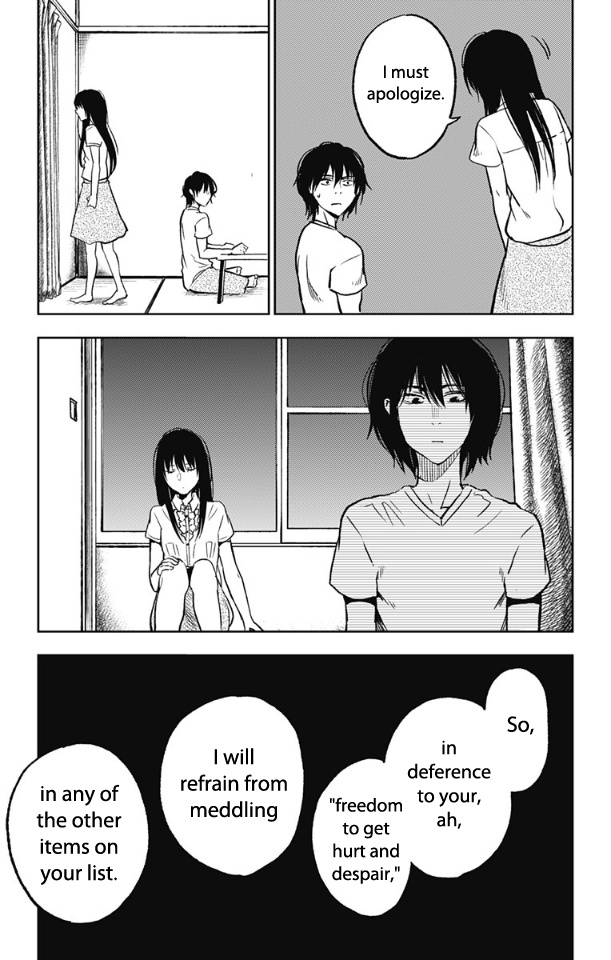 I must
apologize.
So,
in
deference
to your,
ah,
"freedom
to get
hurt and
despair,"
I will
refrain from
meddling
in any of
the other
items on
your list.